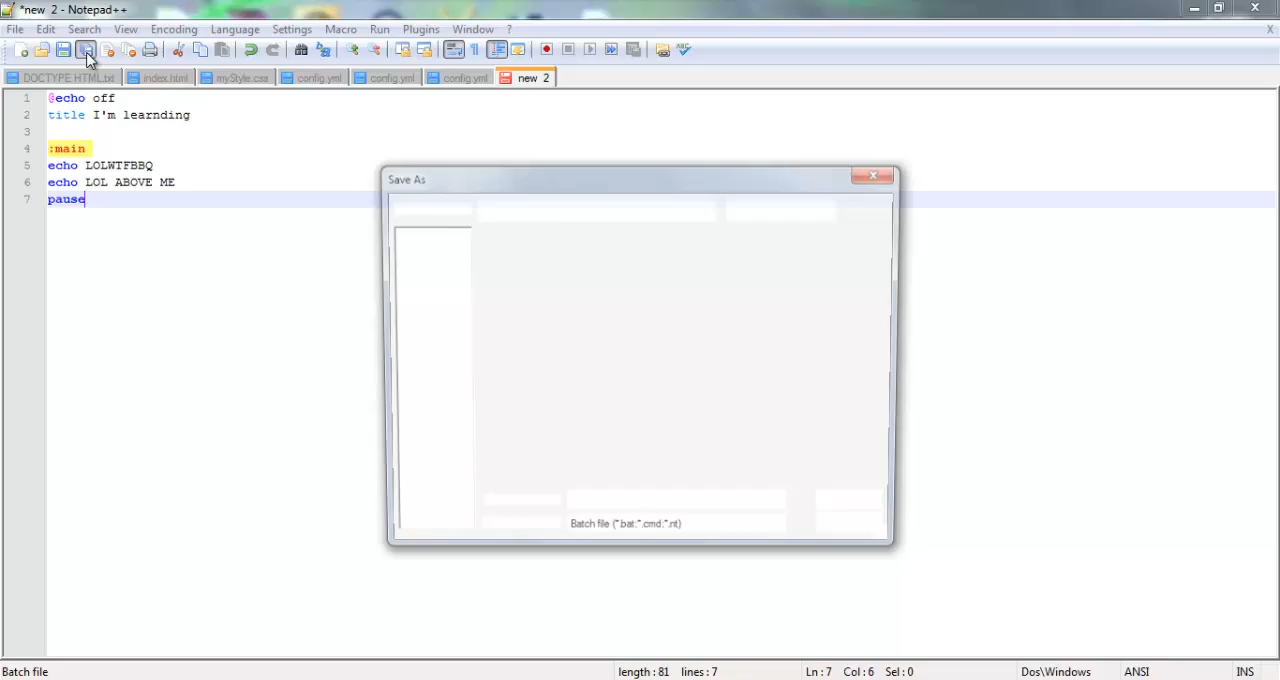 *new 2 - Notepad++
File Edit Search View Encoding Language Settings Macro Run Plugins Window ? X
DOCTYPE HTML.txt index.html myStyle.css config.yml config.yml config.yml new 2
1 @echo off
2 title I'm learnding
3
4 :main
5 echo LOLWTFBBQ
6 echo LOL ABOVE ME
7 pause
Save As
Batch file (*.bat;*.cmd;*.nt)
Batch file length : 81 lines : 7 Ln : 7 Col : 6 Sel : 0 Dos\Windows ANSI INS